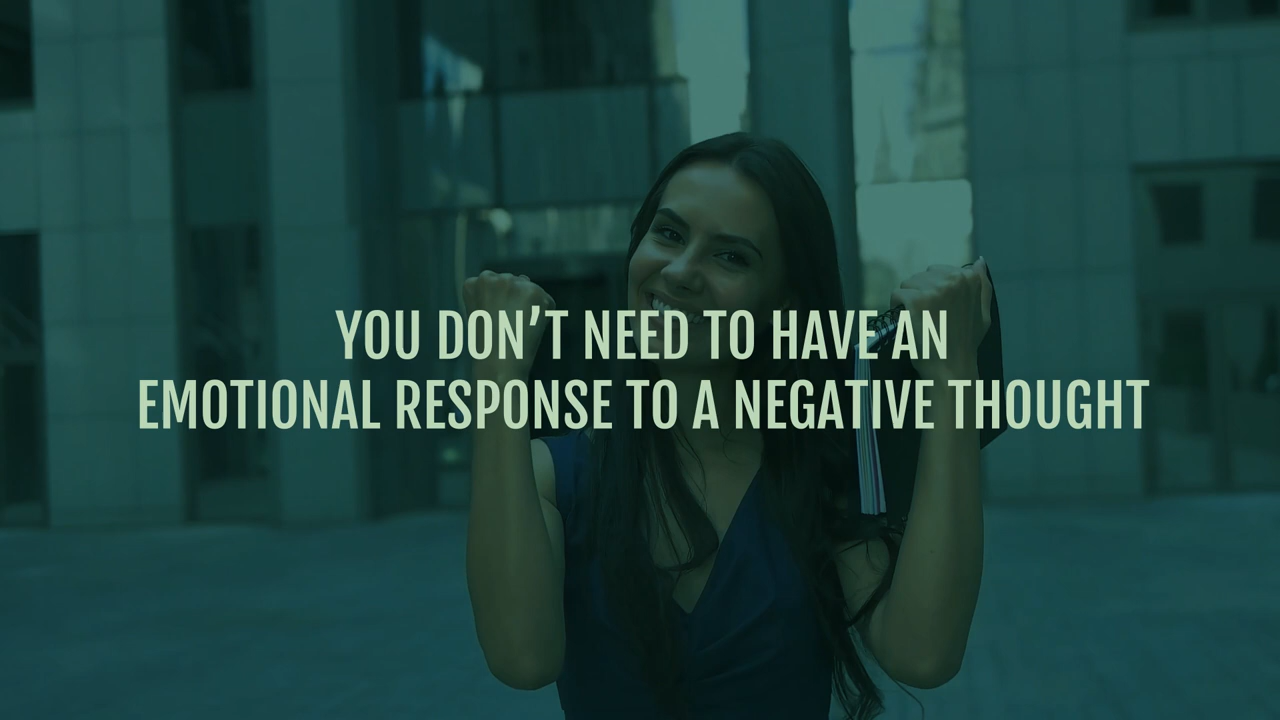 YOU DON’T NEED TO HAVE AN
EMOTIONAL RESPONSE TO A NEGATIVE THOUGHT